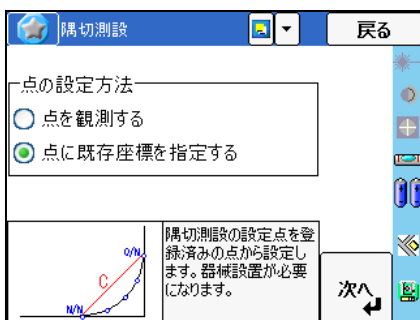 隅切測設
戻る
点の設定方法
点を観測する
点に既存座標を指定する
O/N
C
N/N
隅切測設の設定点を登
録済みの点から設定し
ます。器械設置が必要
になります。
次へ